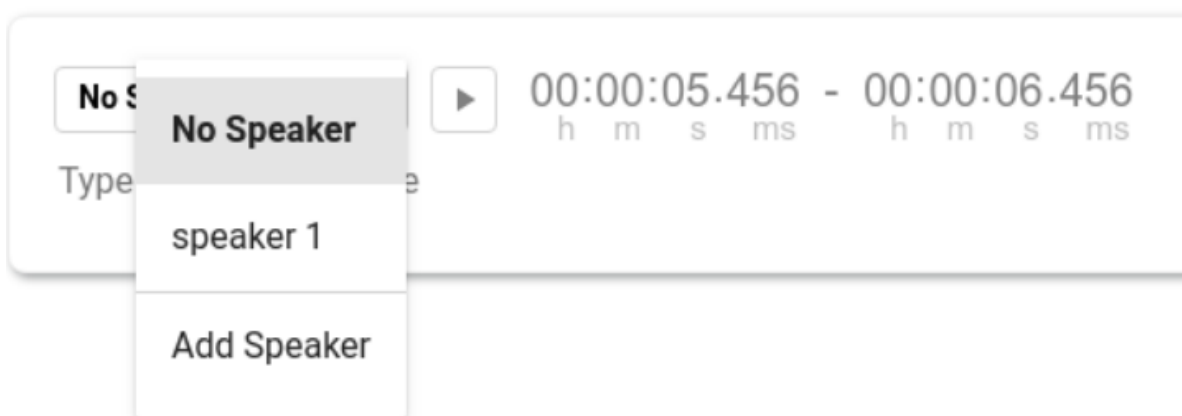 No S
No Speaker
00:00:05.456 - 00:00:06.456
h m s ms h m s ms
Type e
speaker 1
Add Speaker